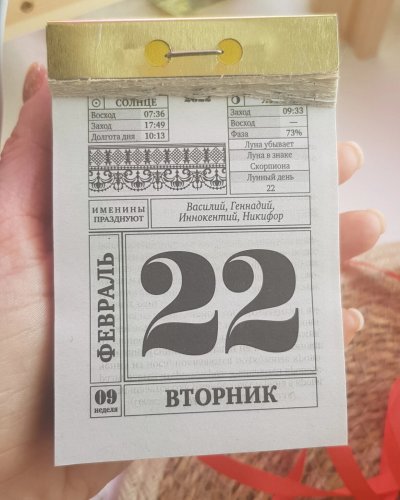 СОЛНЦЕ
Восход 07:36
Заход 17:49
Долгота дня 10:13
Заход 09:33
Восход —
Фаза 73%
Луна убывает
Луна в знаке
Скорпиона
Лунный день
22
ИМЕНИНЫ
ПРАЗДНУЮТ
Василий, Геннадий,
Иннокентий, Никифор
ФЕВРАЛЬ
22
09
неделя
ВТОРНИК